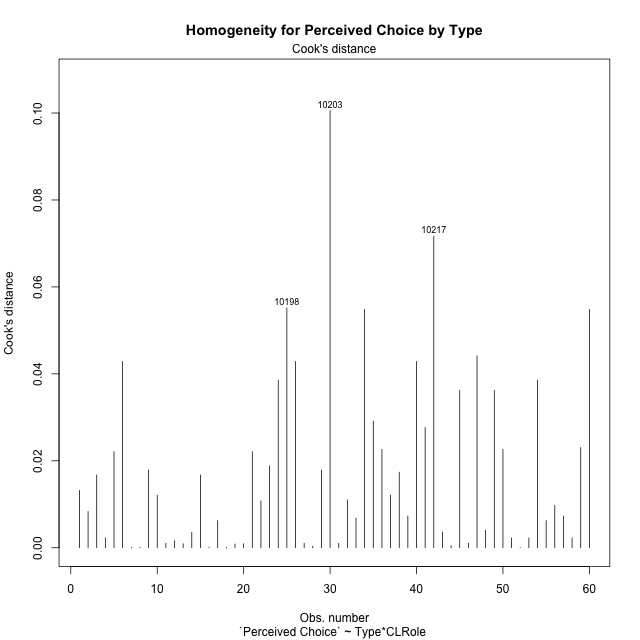 Homogeneity for Perceived Choice by Type
Cook's distance
10203
10217
10198
Cook's distance
0.00
0.02
0.04
0.06
0.08
0.10
0 10 20 30 40 50 60
Obs. number
`Perceived Choice` ~ Type*CLRole